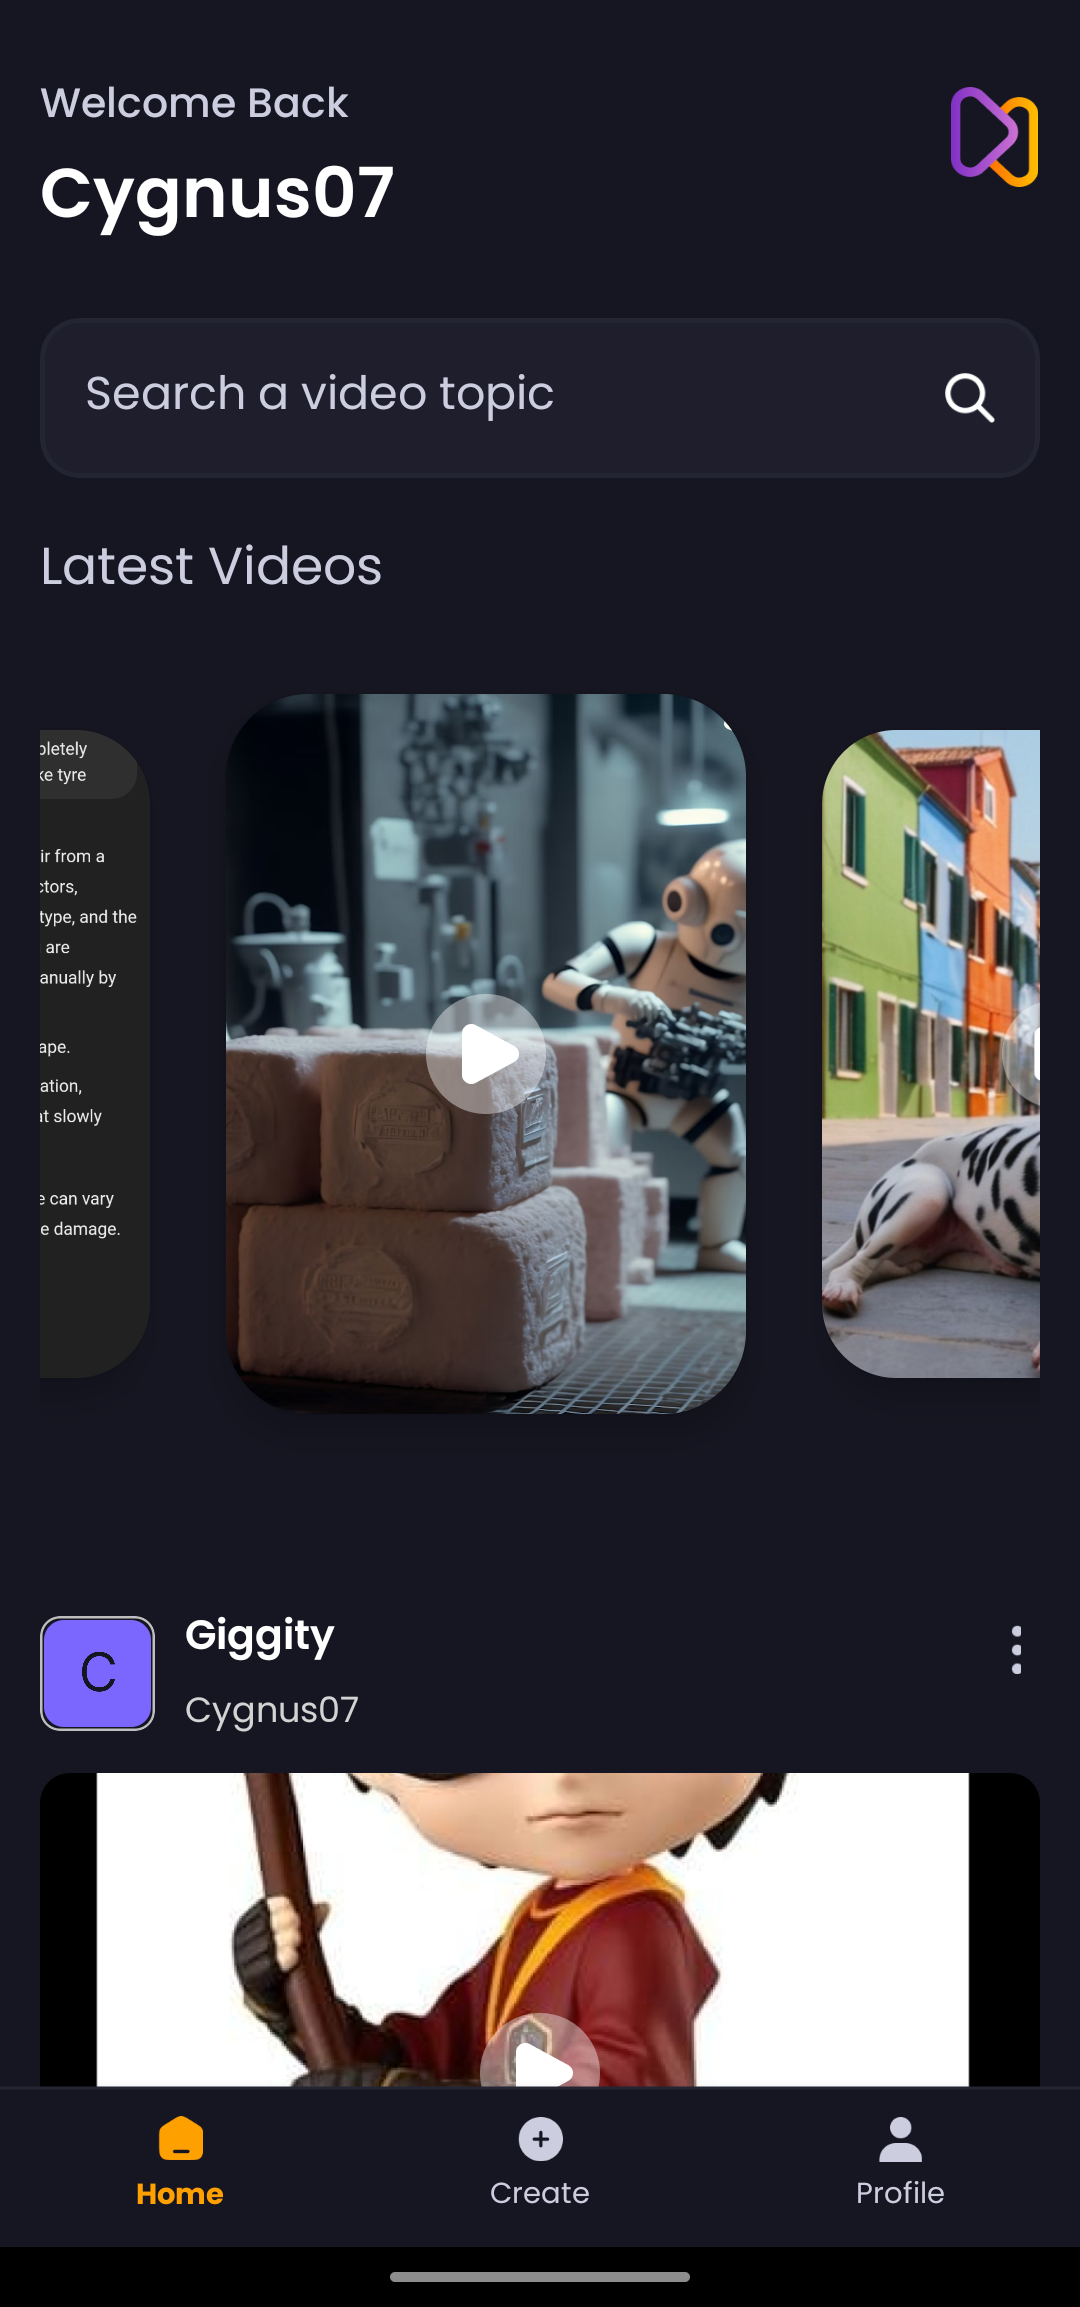 Welcome Back
Cygnus07
Search a video topic
Latest Videos
pletely
ke tyre
ir from a
ctors,
type, and the
are
anually by
ape.
ation,
at slowly
e can vary
e damage.
C
Giggity
Cygnus07
Home
Create
Profile